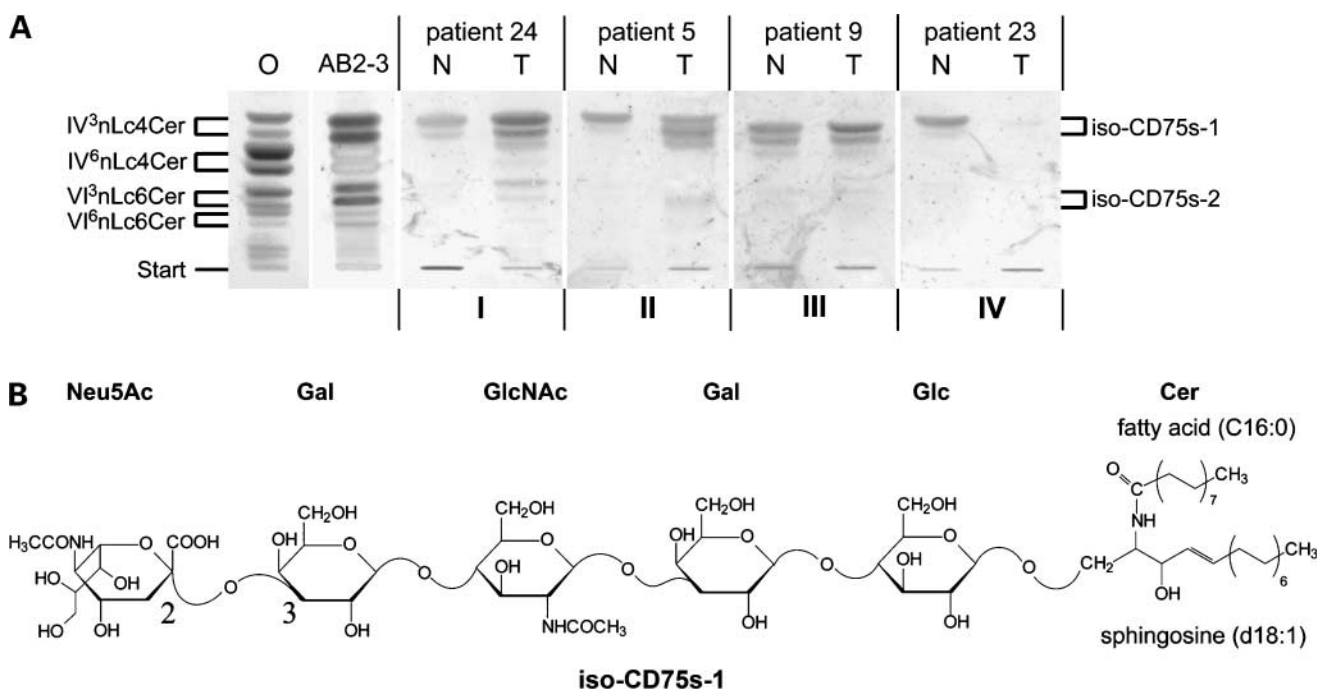 A
patient 24 patient 5 patient 9 patient 23
O AB2-3 N T N T N T N T
IV³nLc4Cer iso-CD75s-1
IV⁶nLc4Cer
VI³nLc6Cer iso-CD75s-2
VI⁶nLc6Cer
Start
I II III IV
B
Neu5Ac Gal GlcNAc Gal Glc Cer
fatty acid (C16:0)
O CH₃
C 7
CH₂OH CH₂OH CH₂OH CH₂OH NH
H₃CCONH O COOH OH O O OH O O CH₃
HO OH O O OH O OH O OH 6
HO 2 3 OH
HO OH OH NHCOCH₃ OH OH sphingosine (d18:1)
iso-CD75s-1